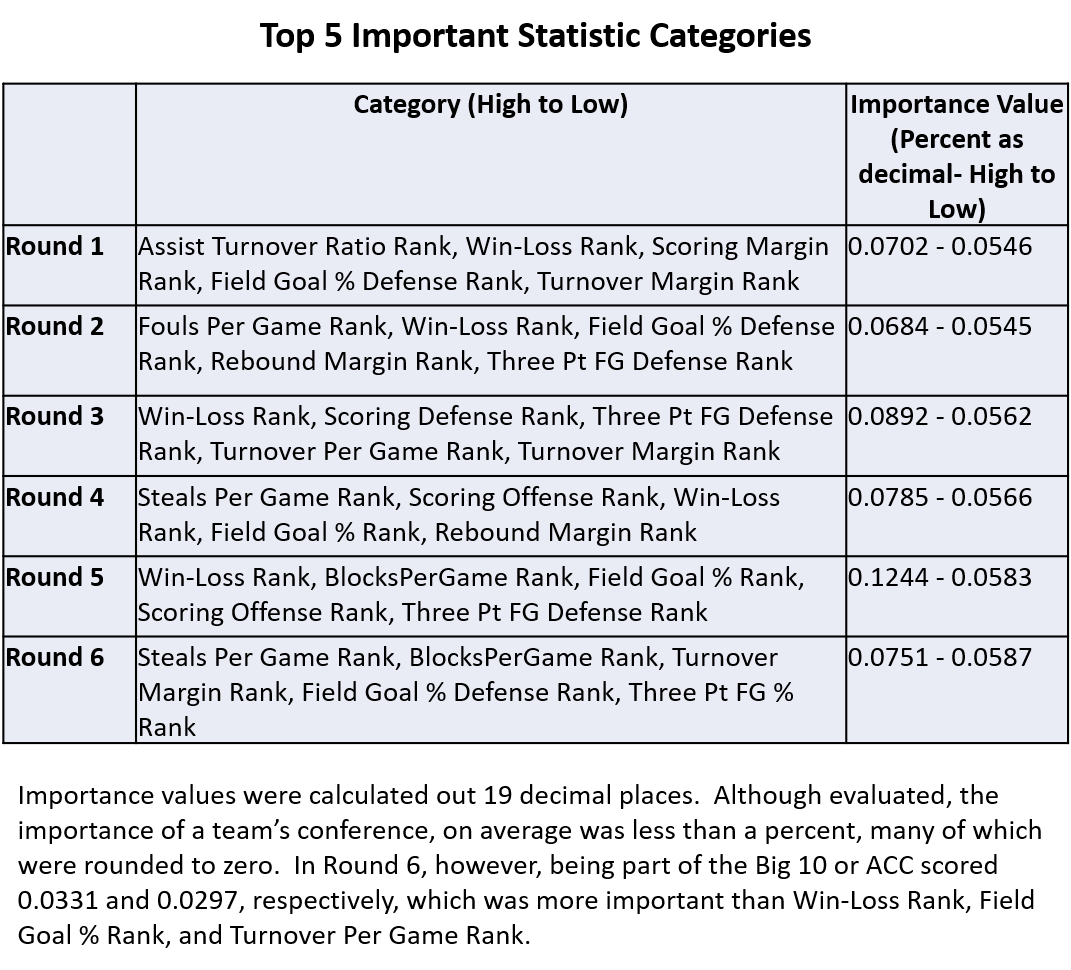 Top 5 Important Statistic Categories
Category (High to Low)
Importance Value
(Percent as
decimal- High to
Low)
Round 1
Assist Turnover Ratio Rank, Win-Loss Rank, Scoring Margin
Rank, Field Goal % Defense Rank, Turnover Margin Rank
0.0702 - 0.0546
Round 2
Fouls Per Game Rank, Win-Loss Rank, Field Goal % Defense
Rank, Rebound Margin Rank, Three Pt FG Defense Rank
0.0684 - 0.0545
Round 3
Win-Loss Rank, Scoring Defense Rank, Three Pt FG Defense
Rank, Turnover Per Game Rank, Turnover Margin Rank
0.0892 - 0.0562
Round 4
Steals Per Game Rank, Scoring Offense Rank, Win-Loss
Rank, Field Goal % Rank, Rebound Margin Rank
0.0785 - 0.0566
Round 5
Win-Loss Rank, BlocksPerGame Rank, Field Goal % Rank,
Scoring Offense Rank, Three Pt FG Defense Rank
0.1244 - 0.0583
Round 6
Steals Per Game Rank, BlocksPerGame Rank, Turnover
Margin Rank, Field Goal % Defense Rank, Three Pt FG %
Rank
0.0751 - 0.0587
Importance values were calculated out 19 decimal places.  Although evaluated, the
importance of a team’s conference, on average was less than a percent, many of which
were rounded to zero.  In Round 6, however, being part of the Big 10 or ACC scored
0.0331 and 0.0297, respectively, which was more important than Win-Loss Rank, Field
Goal % Rank, and Turnover Per Game Rank.